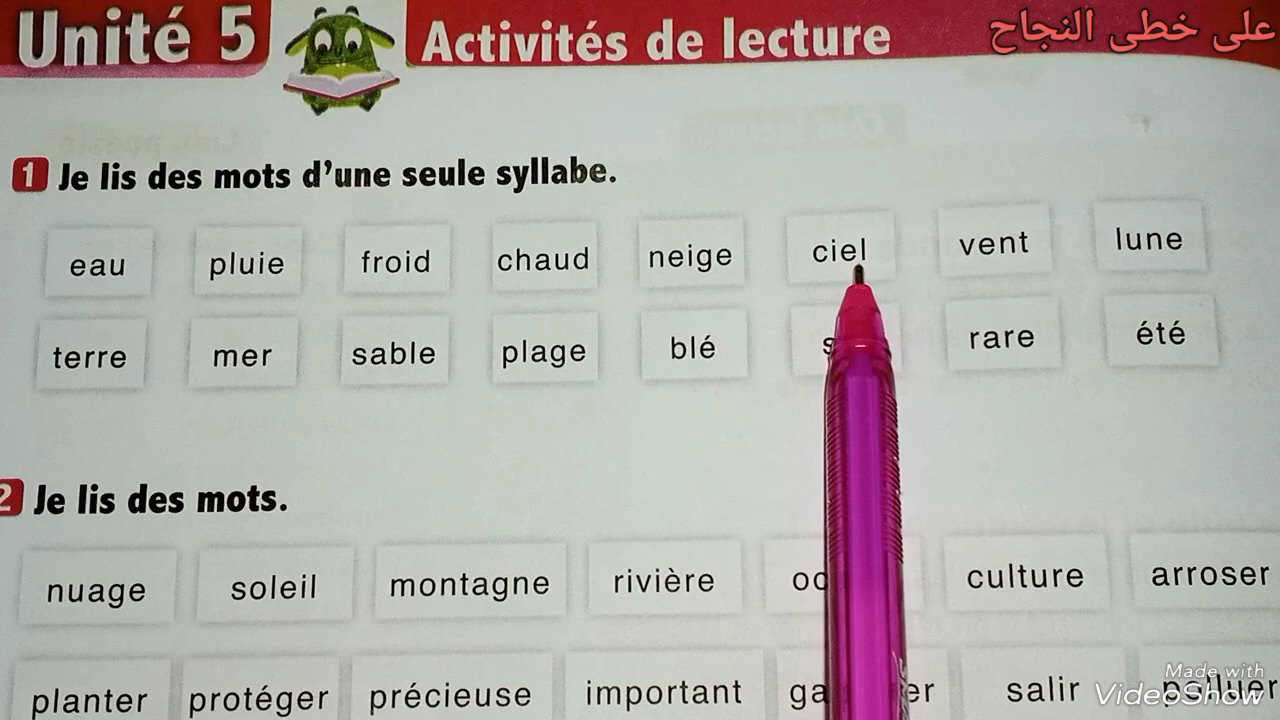 Unité 5
Activités de lecture
على خطى النجاح
1 Je lis des mots d'une seule syllabe.
eau pluie froid chaud neige ciel vent lune
terre mer sable plage blé rare été
2 Je lis des mots.
nuage soleil montagne rivière culture arroser
planter protéger précieuse important salir polluer
Made with
VideoShow